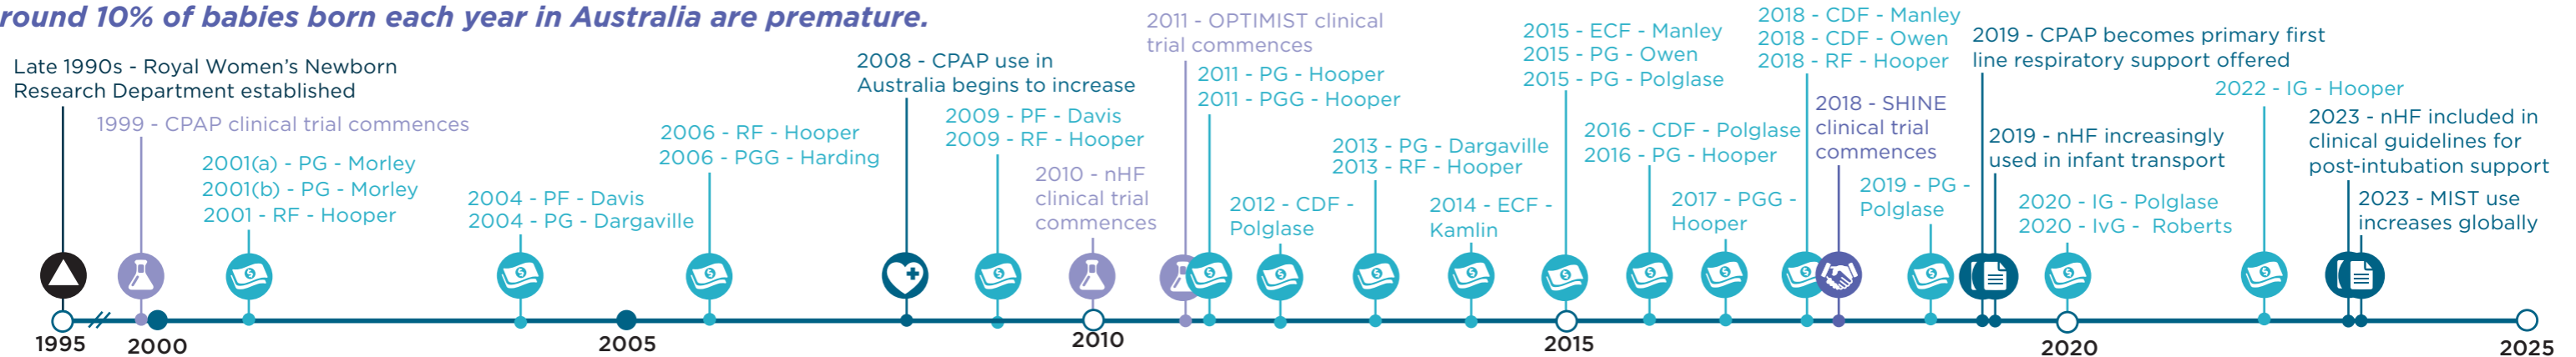 round 10% of babies born each year in Australia are premature.
Late 1990s - Royal Women's Newborn
Research Department established
1999 - CPAP clinical trial commences
2001(a) - PG - Morley
2001(b) - PG - Morley
2001 - RF - Hooper
2004 - PF - Davis
2004 - PG - Dargaville
2006 - RF - Hooper
2006 - PGG - Harding
2008 - CPAP use in
Australia begins to increase
2009 - PF - Davis
2009 - RF - Hooper
2010 - nHF
clinical trial
commences
2011 - OPTIMIST clinical
trial commences
2011 - PG - Hooper
2011 - PGG - Hooper
2012 - CDF -
Polglase
2013 - PG - Dargaville
2013 - RF - Hooper
2014 - ECF -
Kamlin
2015 - ECF - Manley
2015 - PG - Owen
2015 - PG - Polglase
2016 - CDF - Polglase
2016 - PG - Hooper
2017 - PGG -
Hooper
2018 - CDF - Manley
2018 - CDF - Owen
2018 - RF - Hooper
2018 - SHINE
clinical trial
commences
2019 - PG -
Polglase
2019 - CPAP becomes primary first
line respiratory support offered
2019 - nHF increasingly
used in infant transport
2020 - IG - Polglase
2020 - IvG - Roberts
2022 - IG - Hooper
2023 - nHF included in
clinical guidelines for
post-intubation support
2023 - MIST use
increases globally
1995
2000
2005
2010
2015
2020
2025